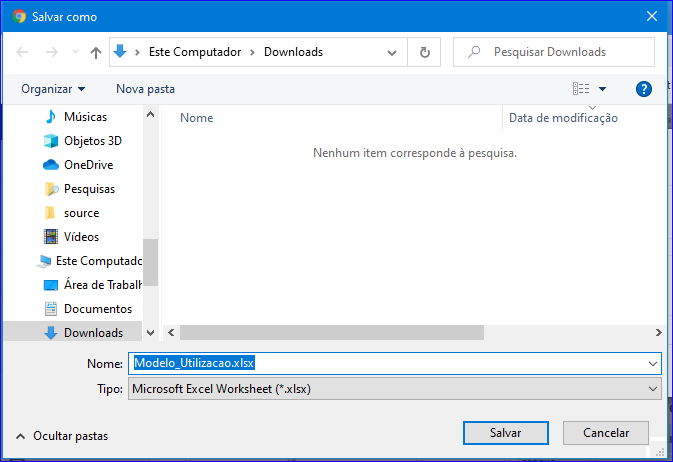 Salvar como
Este Computador
Downloads
Pesquisar Downloads
Organizar
Nova pasta
?
Músicas
Objetos 3D
OneDrive
Pesquisas
source
Vídeos
Este Computado
Área de Trabalh
Documentos
Downloads
Nome
Data de modificação
Nenhum item corresponde à pesquisa.
Nome: Modelo_Utilizacao.xlsx
Tipo: Microsoft Excel Worksheet (*.xlsx)
Ocultar pastas
Salvar
Cancelar